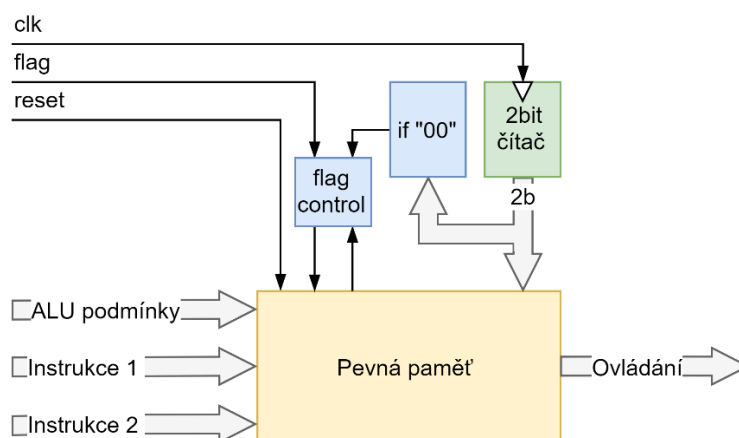 clk
flag
reset
if "00"
2bit
čítač
flag
control
2b
ALU podmínky
Instrukce 1
Pevná paměť
Ovládání
Instrukce 2